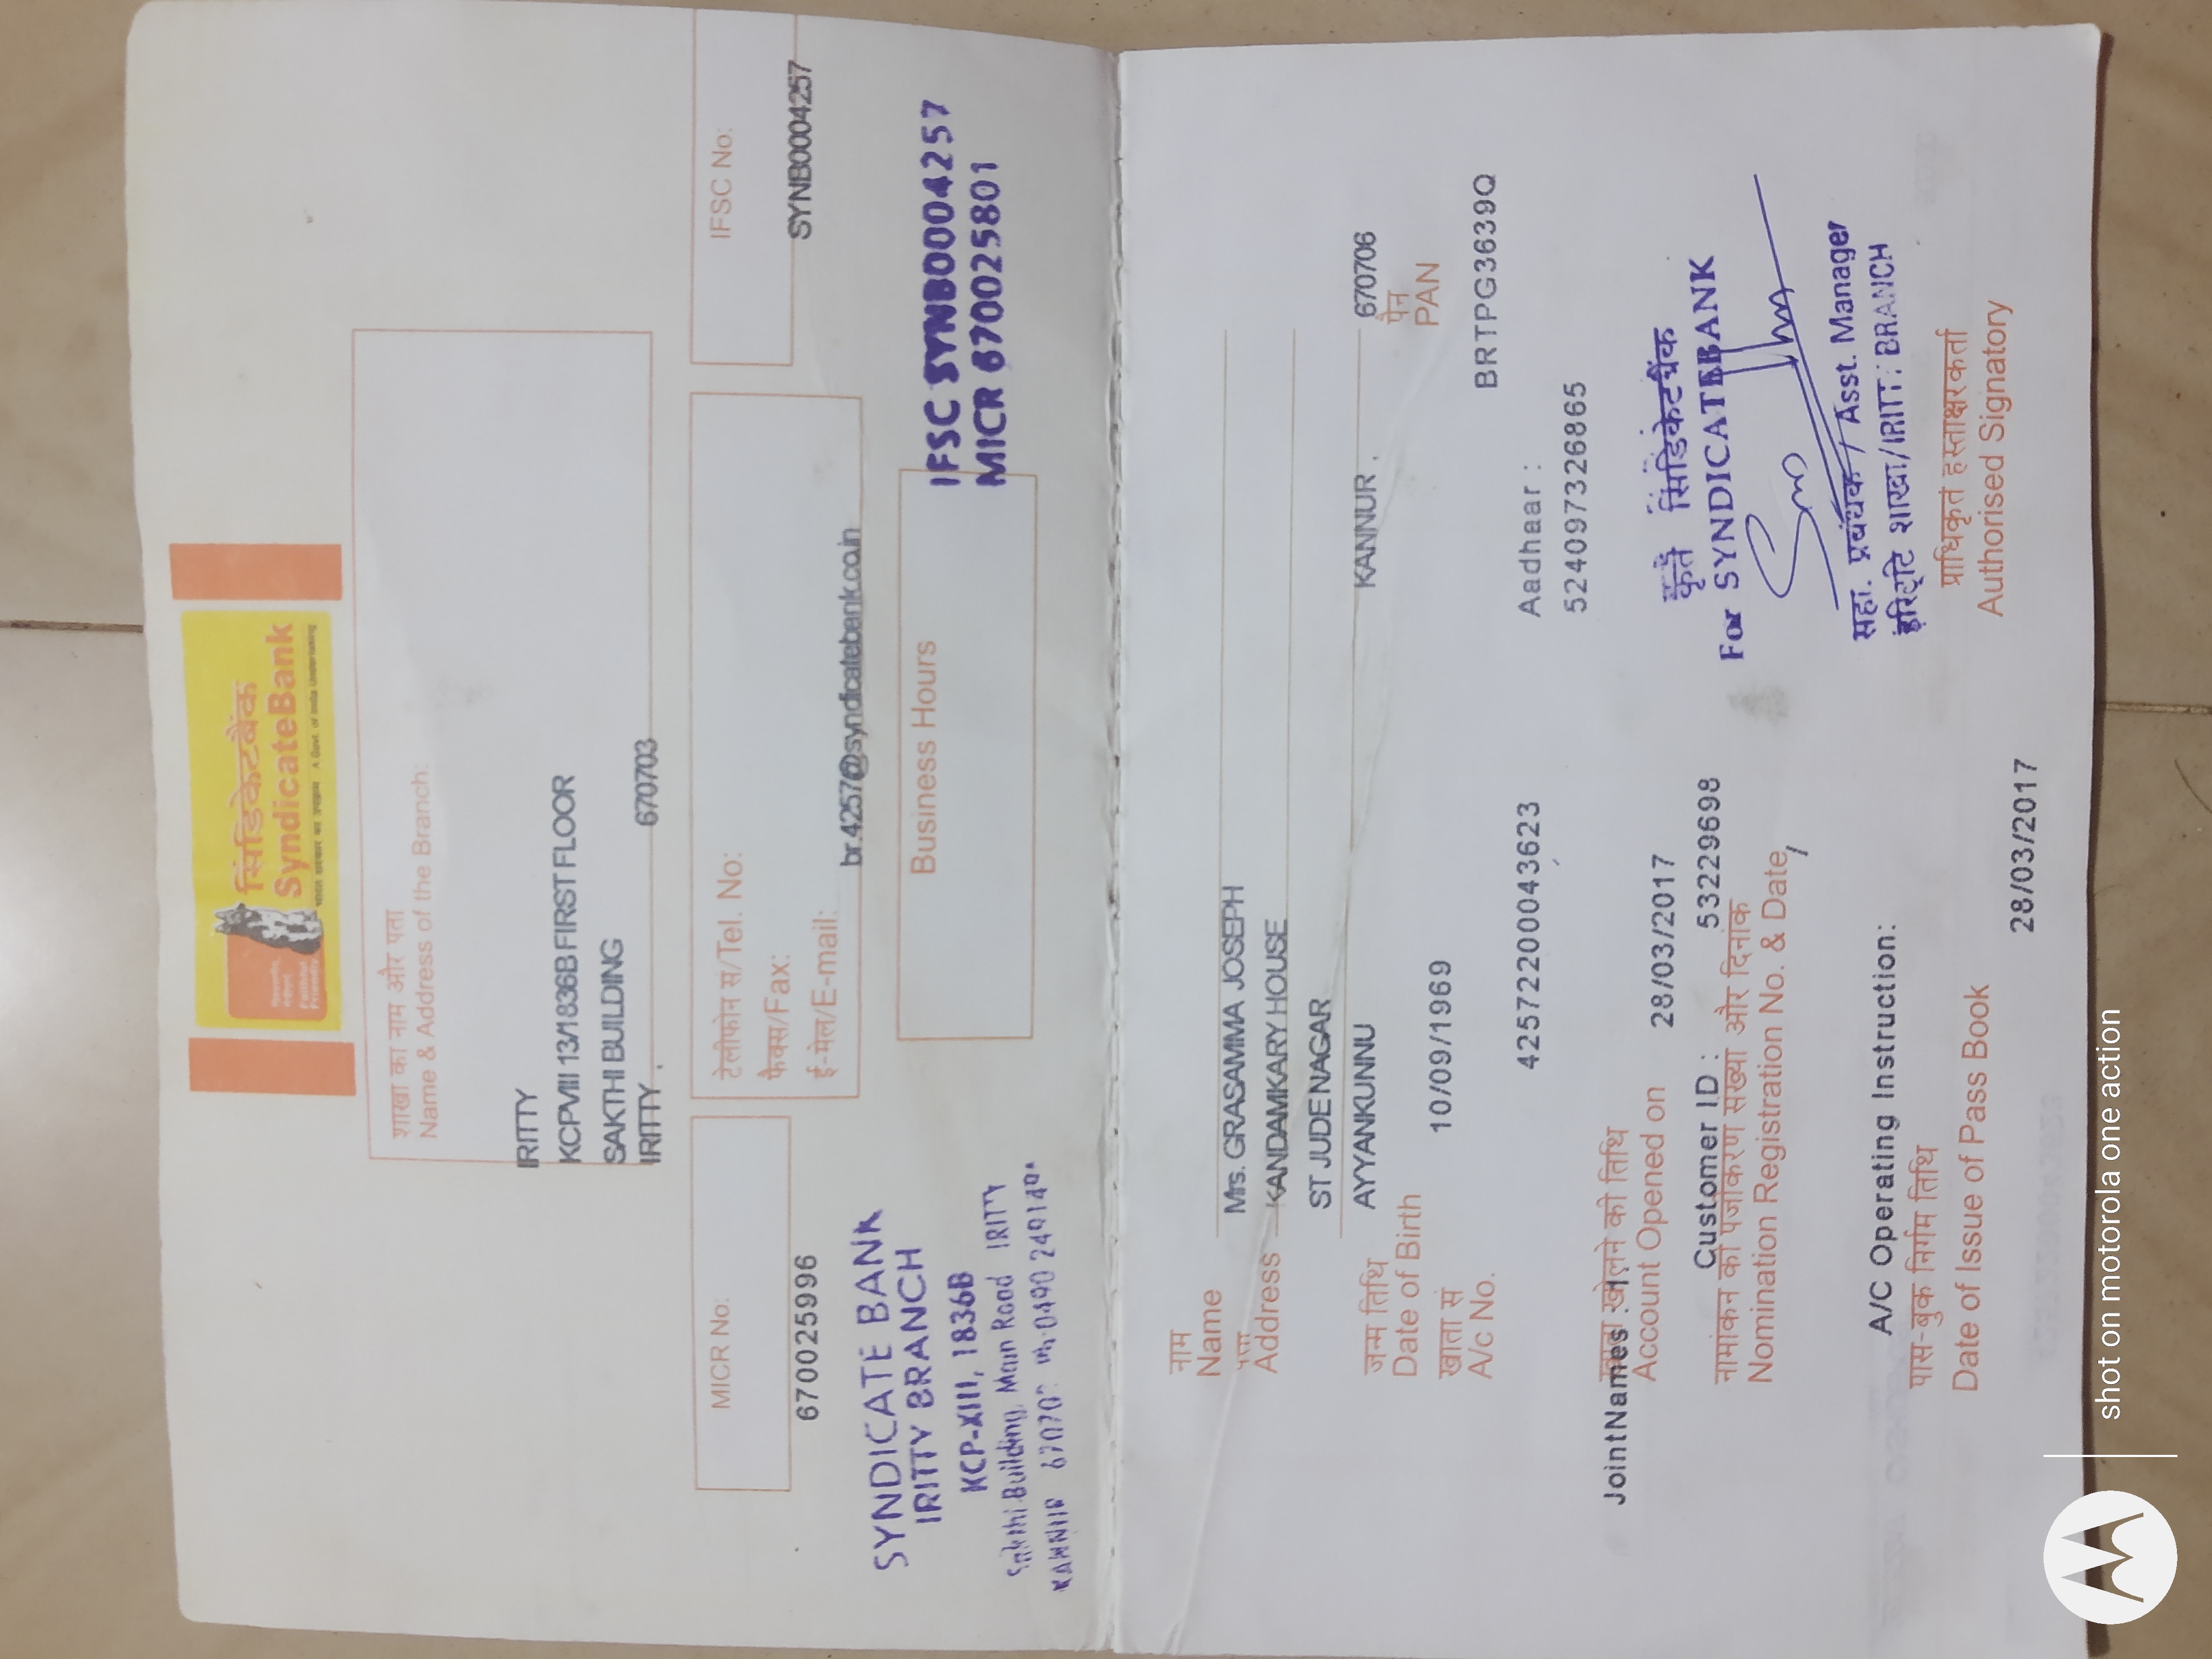 सिंडिकेटबैंक
SyndicateBank
Faithful
Friendly
भारत सरकार का उपक्रम A Govt. of India Undertaking
शाखा का नाम और पता
Name & Address of the Branch:
IRITTY
KCPVIII 13/1836B FIRST FLOOR
SAKTHI BUILDING
IRITTY . 670703
MICR No:
670025996
टेलीफोन सं/Tel. No:
फैक्स/Fax:
ई-मेल/E-mail:
br.4257@syndicatebank.co.in
IFSC No:
SYNB0004257
SYNDICATE BANK
IRITTY BRANCH
KCP-XIII, 1836B
Sakthi Building, Main Road IRITTY
KANNUR Ph:0490
Business Hours
IFSC SYNB0004257
MICR 670025801
नाम
Name
Mrs. GRASAMMA JOSEPH
पता
Address
KANDAMKARY HOUSE
ST JUDE NAGAR
AYYANKUNNU KANNUR . 670706
जन्म तिथि
Date of Birth
10/09/1969
पैन
PAN
BRTPG3639Q
खाता सं
A/c No.
42572200043623
Aadhaar :
524097326865
JointNames : 1.
खाता खोलने की तिथि
Account Opened on 28/03/2017
Customer ID : 53229698
नामांकन की पंजीकरण संख्या और दिनांक
Nomination Registration No. & Date
/
कृते सिंडिकेटबैंक
For SYNDICATEBANK
सहा. प्रबंधक / Asst. Manager
इरिट्टि शाखा/IRITTY BRANCH
A/C Operating Instruction:
पास-बुक निर्गम तिथि
Date of Issue of Pass Book
28/03/2017
प्राधिकृत हस्ताक्षरकर्ता
Authorised Signatory
shot on motorola one action